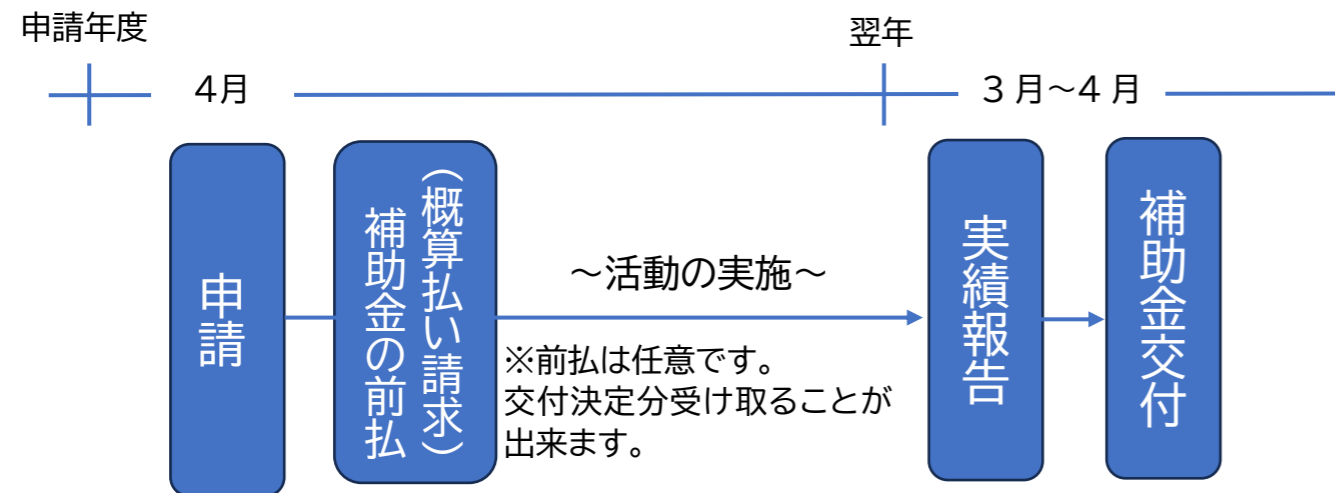 申請年度
翌年
4月
3月～4月
申請
補助金の前払
（概算払い請求）
～活動の実施～
※前払は任意です。
交付決定分受け取ることが
出来ます。
実績報告
補助金交付